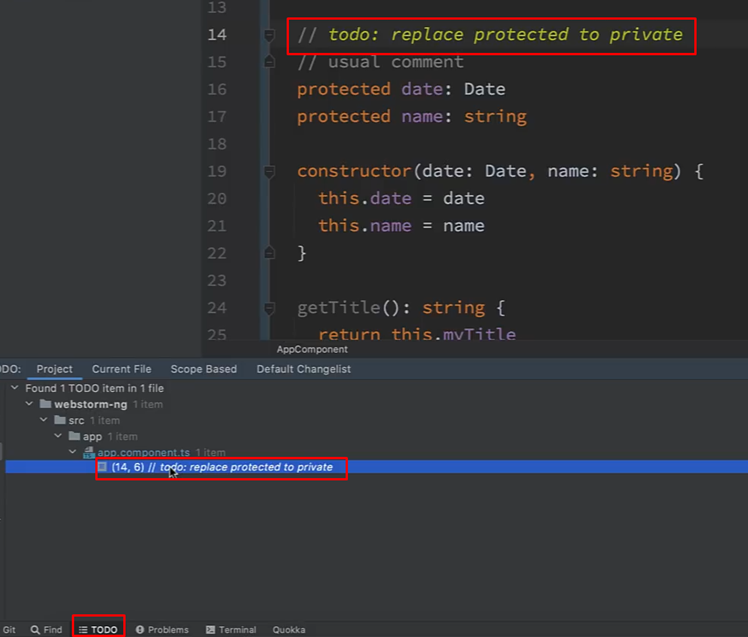 13
14 // todo: replace protected to private
15 // usual comment
16 protected date: Date
17 protected name: string
18
19 constructor(date: Date, name: string) {
20 this.date = date
21 this.name = name
22 }
23
24 getTitle(): string {
25 return this.myTitle
AppComponent
DO: Project Current File Scope Based Default Changelist
Found 1 TODO item in 1 file
webstorm-ng 1 item
src 1 item
app 1 item
app.component.ts 1 item
(14, 6) // todo: replace protected to private
Git Find TODO Problems Terminal Quokka